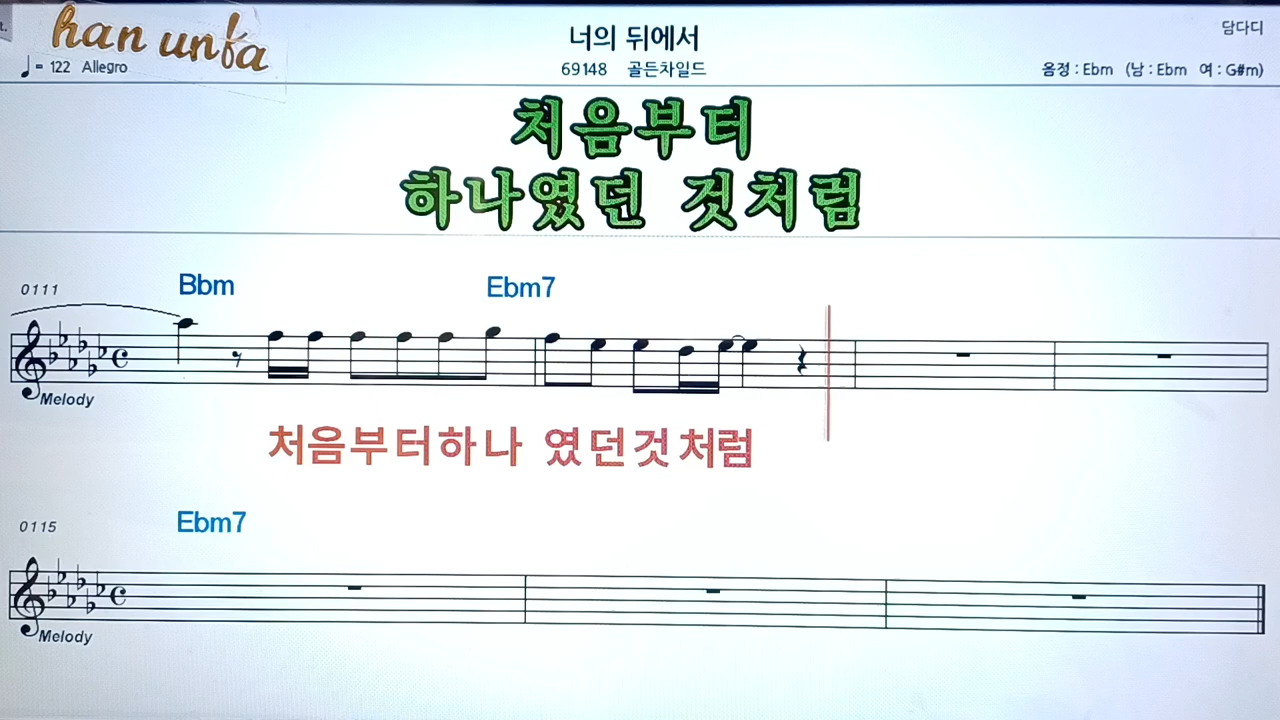 t.
han unfa
너의 뒤에서
담다디
♩= 122 Allegro
69148 골든차일드
음정 : Ebm (남 : Ebm 여 : G#m)
처음부터
하나였던 것처럼
0111
Bbm
Ebm7
Melody
처음부터하나 였던것처럼
0115
Ebm7
Melody